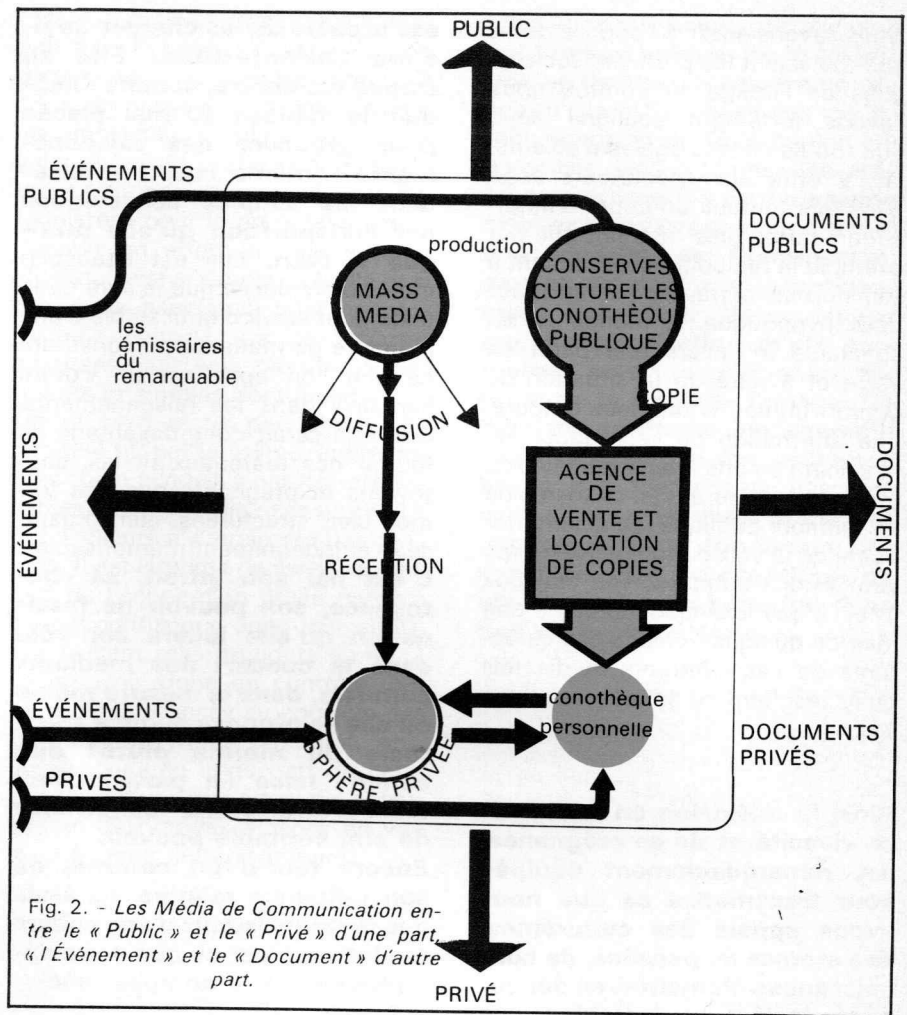 PUBLIC
ÉVÉNEMENTS
PUBLICS
DOCUMENTS
PUBLICS
production
MASS
MEDIA
CONSERVES
CULTURELLES
CONOTHÈQU
PUBLIQUE
les
émissaires
du
remarquable
COPIE
DIFFUSION
AGENCE
DE
VENTE ET
LOCATION
DE COPIES
ÉVÉNEMENTS
DOCUMENTS
RÉCEPTION
conothèque
personnelle
ÉVÉNEMENTS
PRIVES
SPHÈRE PRIVÉE
DOCUMENTS
PRIVÉS
Fig. 2. - Les Média de Communication en-
tre le « Public » et le « Privé » d'une part,
« l'Événement » et le « Document » d'autre
part.
PRIVÉ